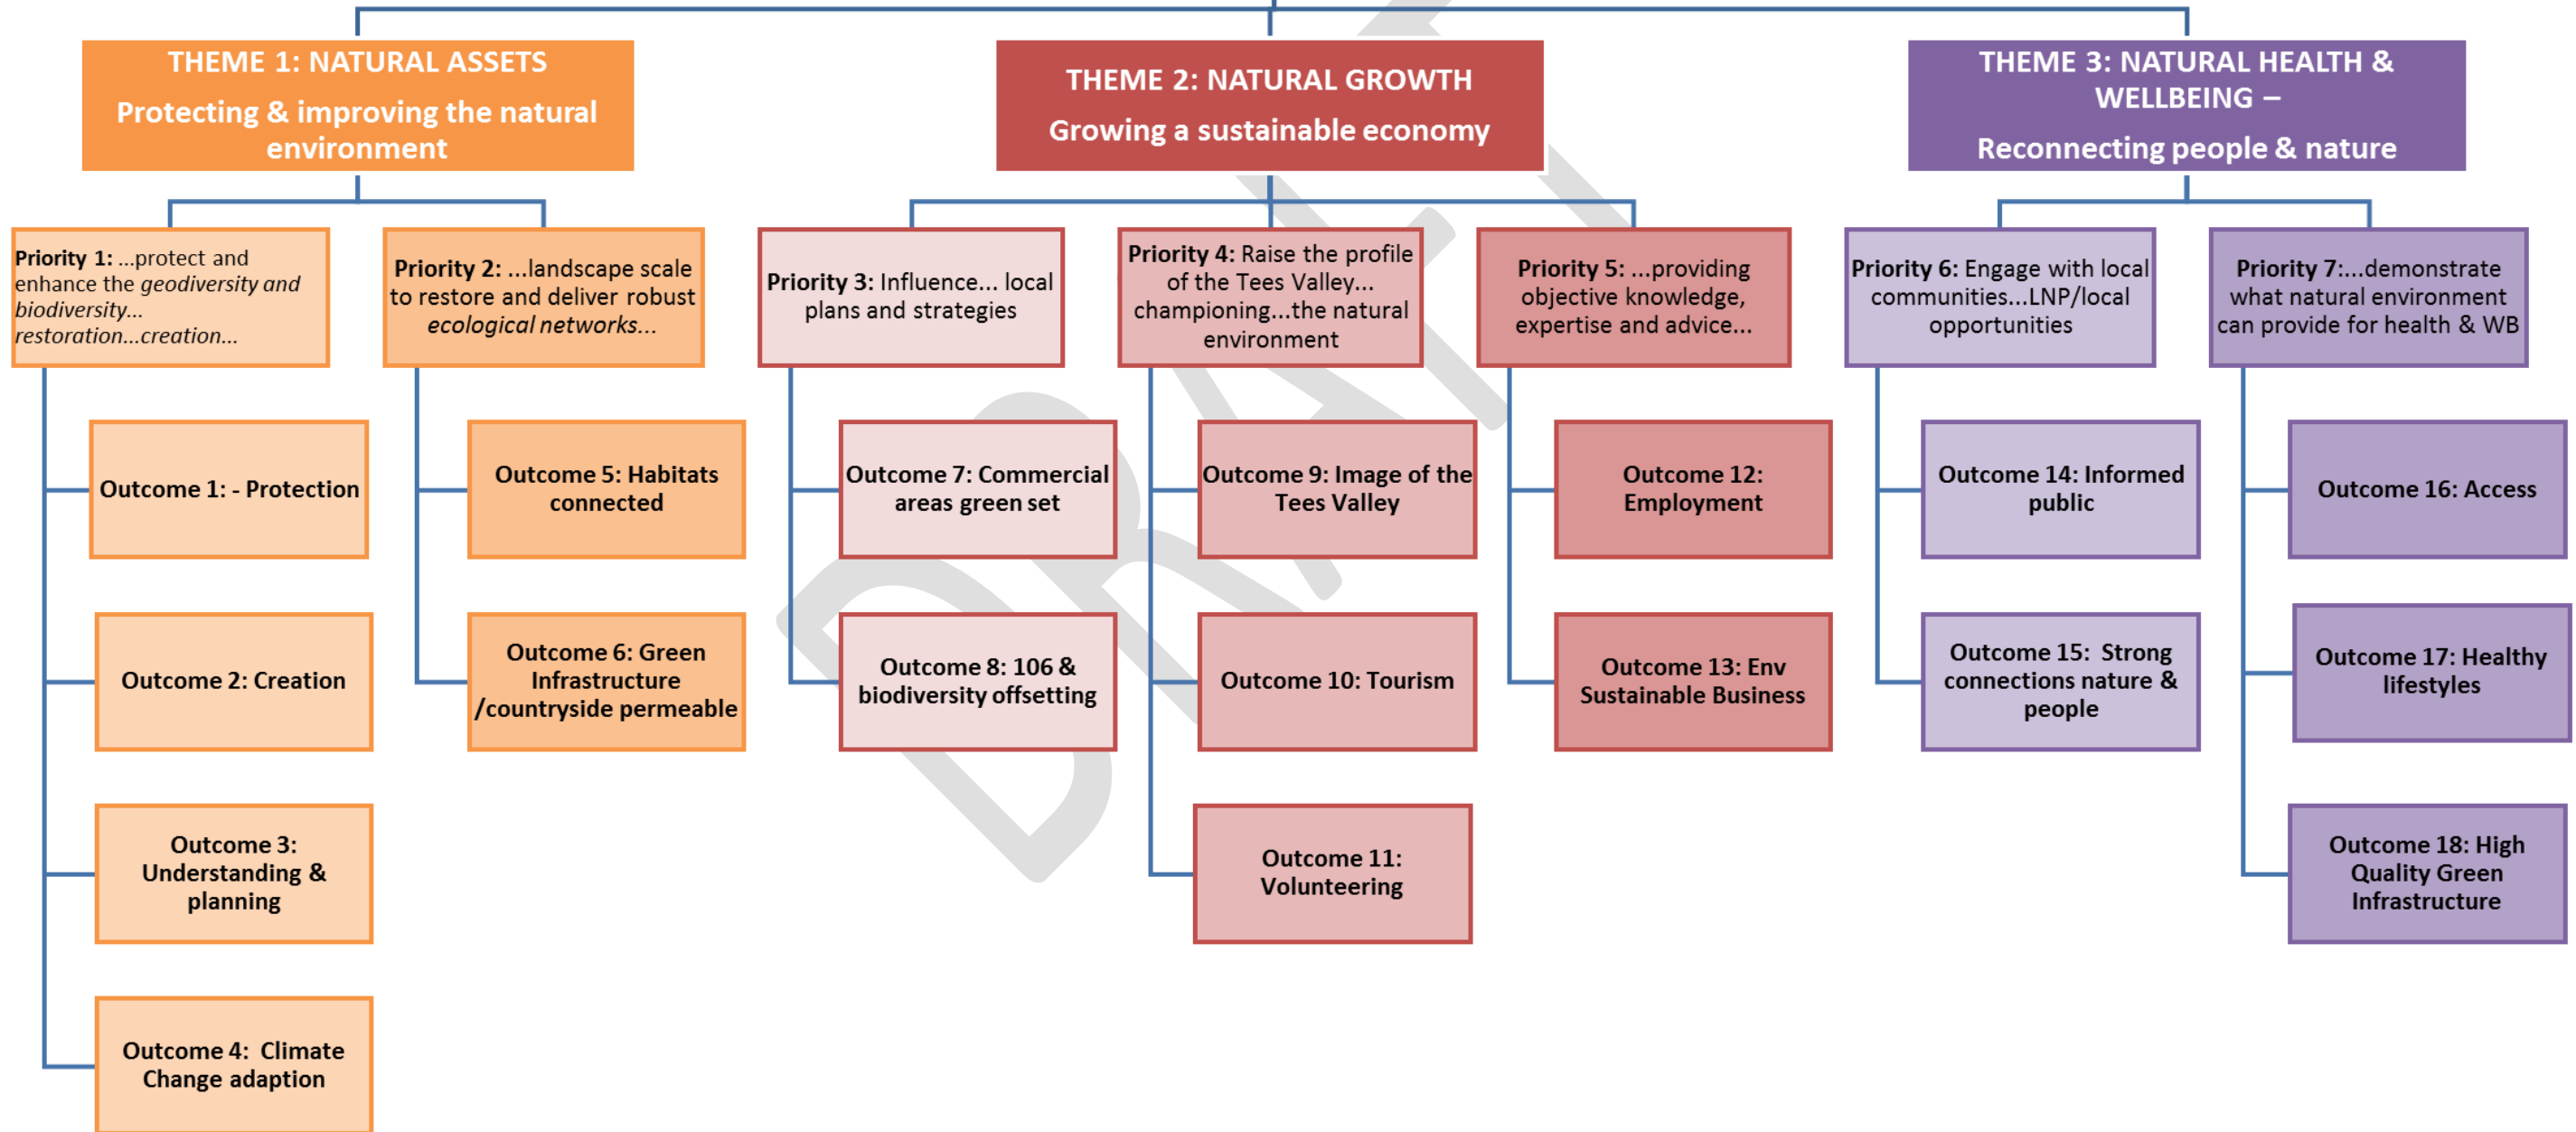 THEME 1: NATURAL ASSETS
Protecting & improving the natural
environment
THEME 2: NATURAL GROWTH
Growing a sustainable economy
THEME 3: NATURAL HEALTH &
WELLBEING –
Reconnecting people & nature
Priority 1: ...protect and
enhance the geodiversity and
biodiversity...
restoration...creation...
Priority 2: ...landscape scale
to restore and deliver robust
ecological networks...
Priority 3: Influence... local
plans and strategies
Priority 4: Raise the profile
of the Tees Valley...
championing...the natural
environment
Priority 5: ...providing
objective knowledge,
expertise and advice...
Priority 6: Engage with local
communities...LNP/local
opportunities
Priority 7:...demonstrate
what natural environment
can provide for health & WB
Outcome 1: - Protection
Outcome 2: Creation
Outcome 3:
Understanding &
planning
Outcome 4:  Climate
Change adaption
Outcome 5: Habitats
connected
Outcome 6: Green
Infrastructure
/countryside permeable
Outcome 7: Commercial
areas green set
Outcome 8: 106 &
biodiversity offsetting
Outcome 9: Image of the
Tees Valley
Outcome 10: Tourism
Outcome 11:
Volunteering
Outcome 12:
Employment
Outcome 13: Env
Sustainable Business
Outcome 14: Informed
public
Outcome 15:  Strong
connections nature &
people
Outcome 16: Access
Outcome 17: Healthy
lifestyles
Outcome 18: High
Quality Green
Infrastructure
DRAFT